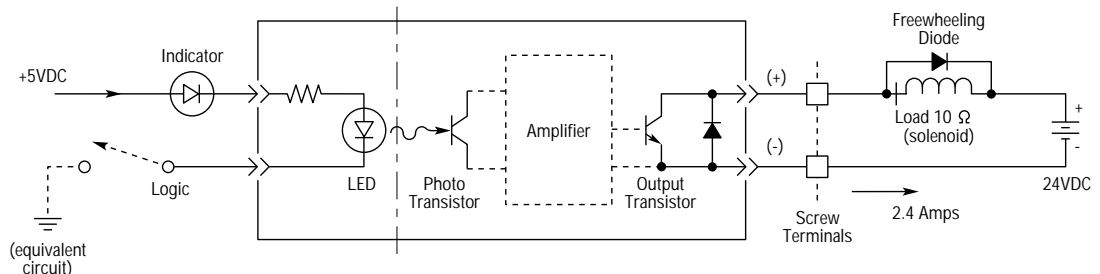 Freewheeling
Diode
Indicator
+5VDC
(+)
Load 10 Ω
(solenoid)
+
-
Amplifier
(-)
Logic
LED
Photo
Transistor
Output
Transistor
24VDC
2.4 Amps
Screw
Terminals
(equivalent
circuit)